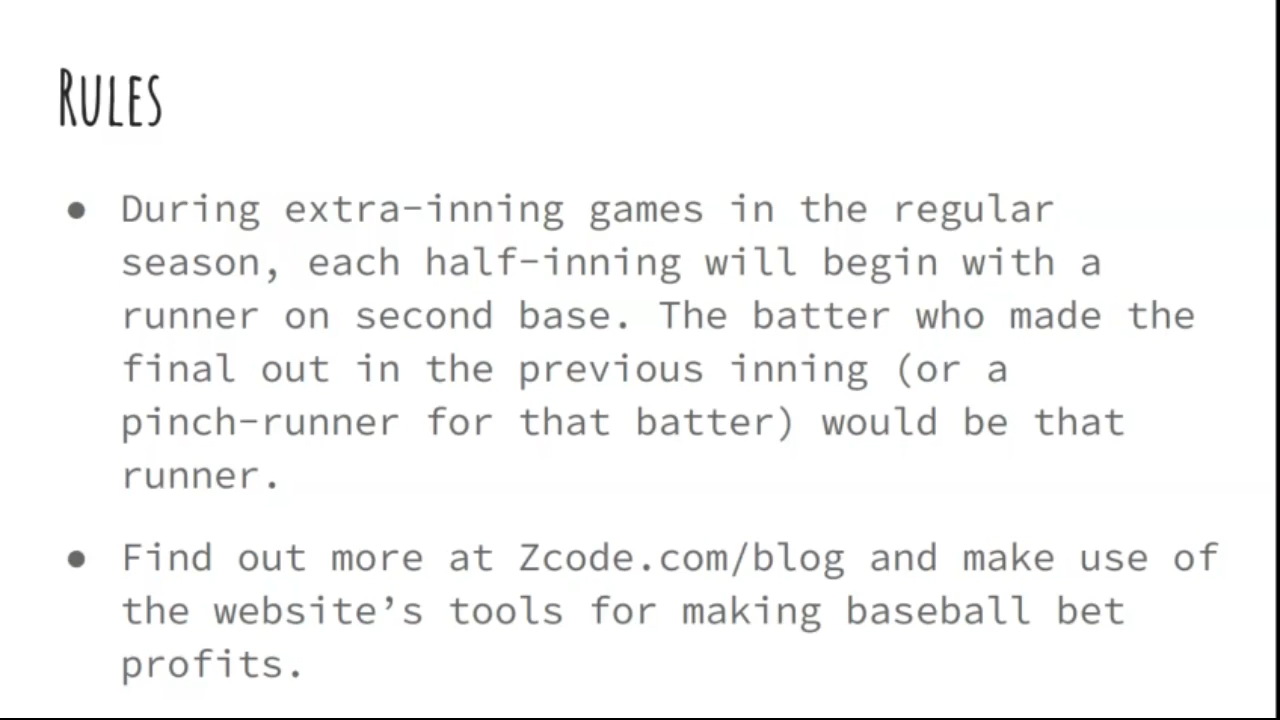 RULES
● During extra-inning games in the regular
season, each half-inning will begin with a
runner on second base. The batter who made the
final out in the previous inning (or a
pinch-runner for that batter) would be that
runner.
● Find out more at Zcode.com/blog and make use of
the website’s tools for making baseball bet
profits.